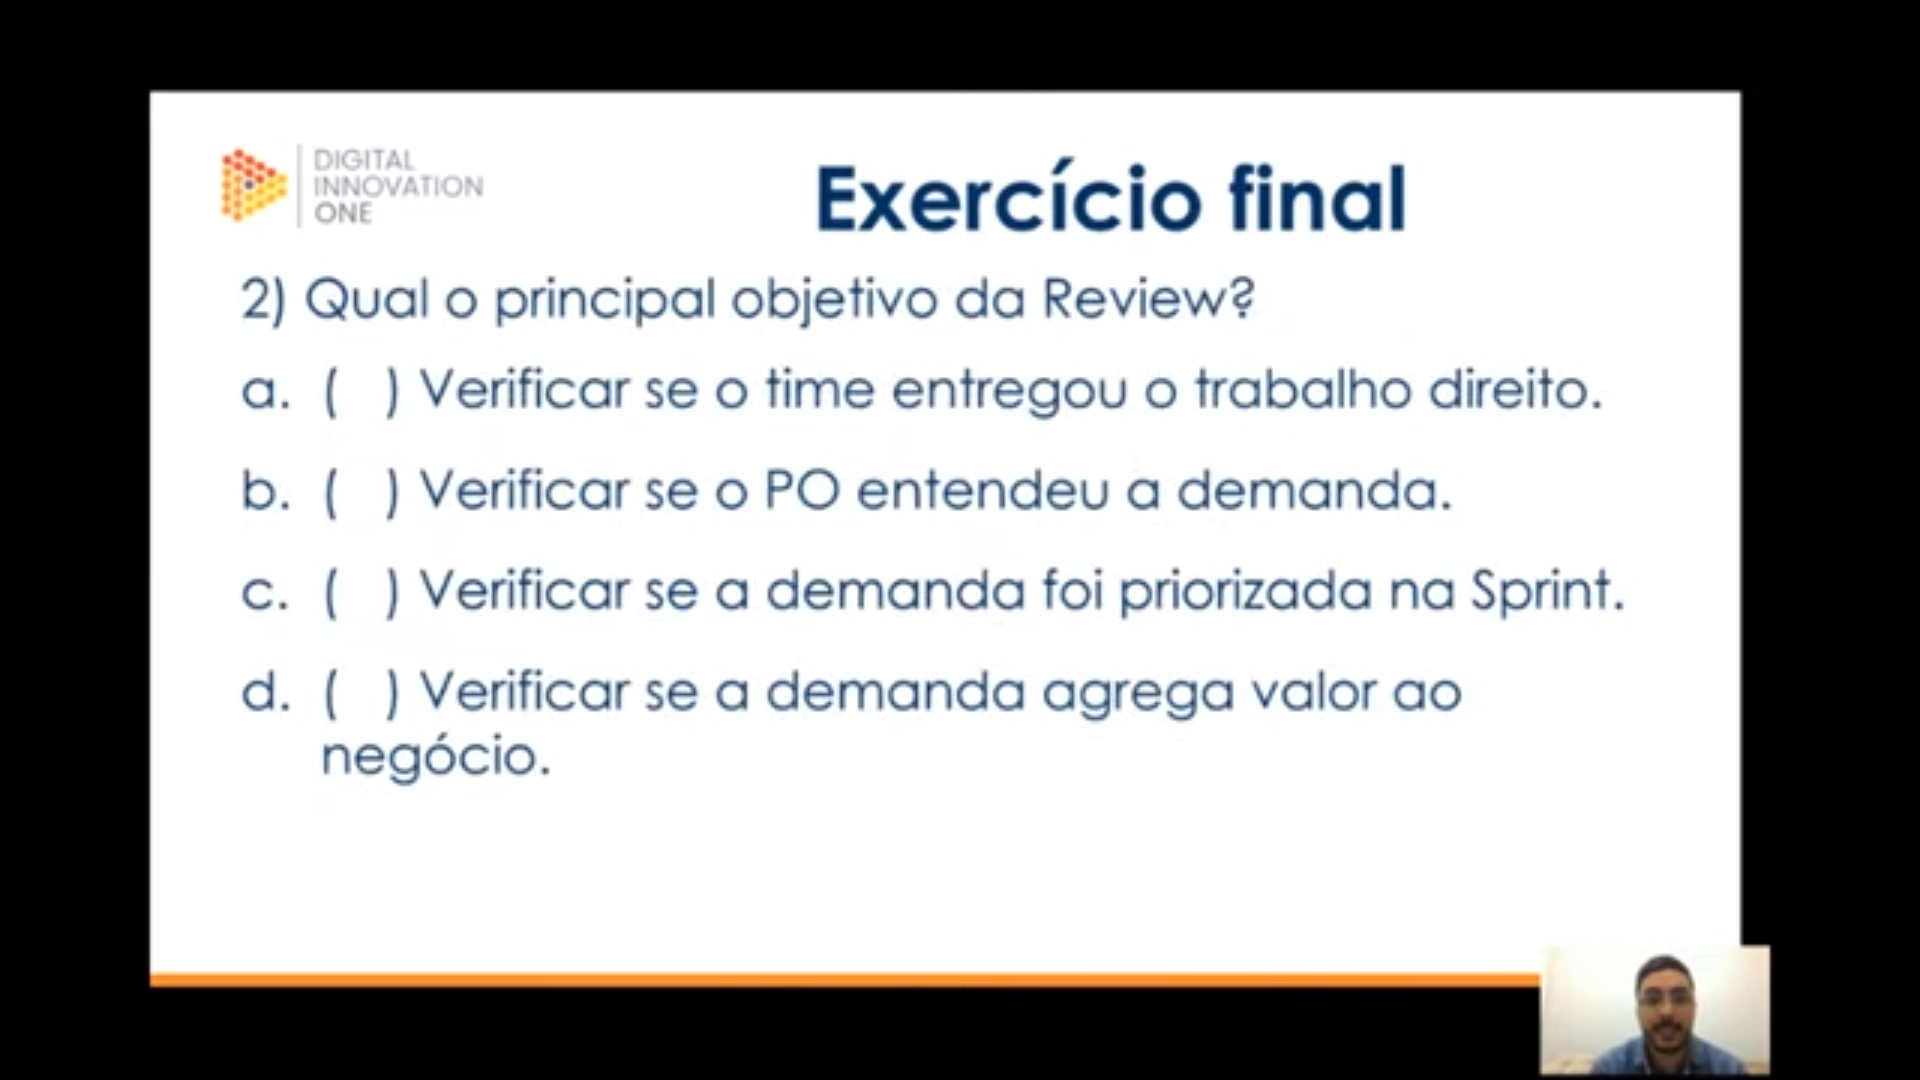 DIGITAL
INNOVATION
ONE
Exercício final
2) Qual o principal objetivo da Review?
a. (   ) Verificar se o time entregou o trabalho direito.
b. (   ) Verificar se o PO entendeu a demanda.
c. (   ) Verificar se a demanda foi priorizada na Sprint.
d. (   ) Verificar se a demanda agrega valor ao
negócio.